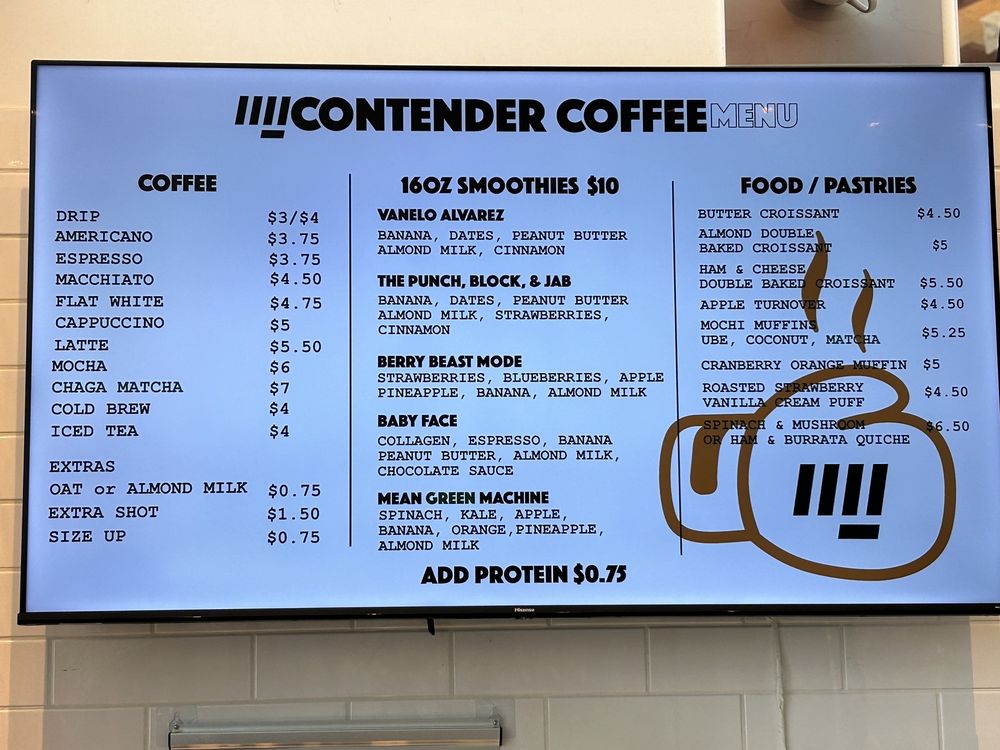 CONTENDER COFFEE MENU
COFFEE
DRIP $3/$4
AMERICANO $3.75
ESPRESSO $3.75
MACCHIATO $4.50
FLAT WHITE $4.75
CAPPUCCINO $5
LATTE $5.50
MOCHA $6
CHAGA MATCHA $7
COLD BREW $4
ICED TEA $4
EXTRAS
OAT or ALMOND MILK $0.75
EXTRA SHOT $1.50
SIZE UP $0.75
16OZ SMOOTHIES $10
VANELO ALVAREZ
BANANA, DATES, PEANUT BUTTER
ALMOND MILK, CINNAMON
THE PUNCH, BLOCK, & JAB
BANANA, DATES, PEANUT BUTTER
ALMOND MILK, STRAWBERRIES,
CINNAMON
BERRY BEAST MODE
STRAWBERRIES, BLUEBERRIES, APPLE
PINEAPPLE, BANANA, ALMOND MILK
BABY FACE
COLLAGEN, ESPRESSO, BANANA
PEANUT BUTTER, ALMOND MILK,
CHOCOLATE SAUCE
MEAN GREEN MACHINE
SPINACH, KALE, APPLE,
BANANA, ORANGE,PINEAPPLE,
ALMOND MILK
ADD PROTEIN $0.75
FOOD / PASTRIES
BUTTER CROISSANT $4.50
ALMOND DOUBLE
BAKED CROISSANT $5
HAM & CHEESE
DOUBLE BAKED CROISSANT $5.50
APPLE TURNOVER $4.50
MOCHI MUFFINS
UBE, COCONUT, MATCHA $5.25
CRANBERRY ORANGE MUFFIN $5
ROASTED STRAWBERRY
VANILLA CREAM PUFF $4.50
SPINACH & MUSHROOM $6.50
OR HAM & BURRATA QUICHE
Hisense